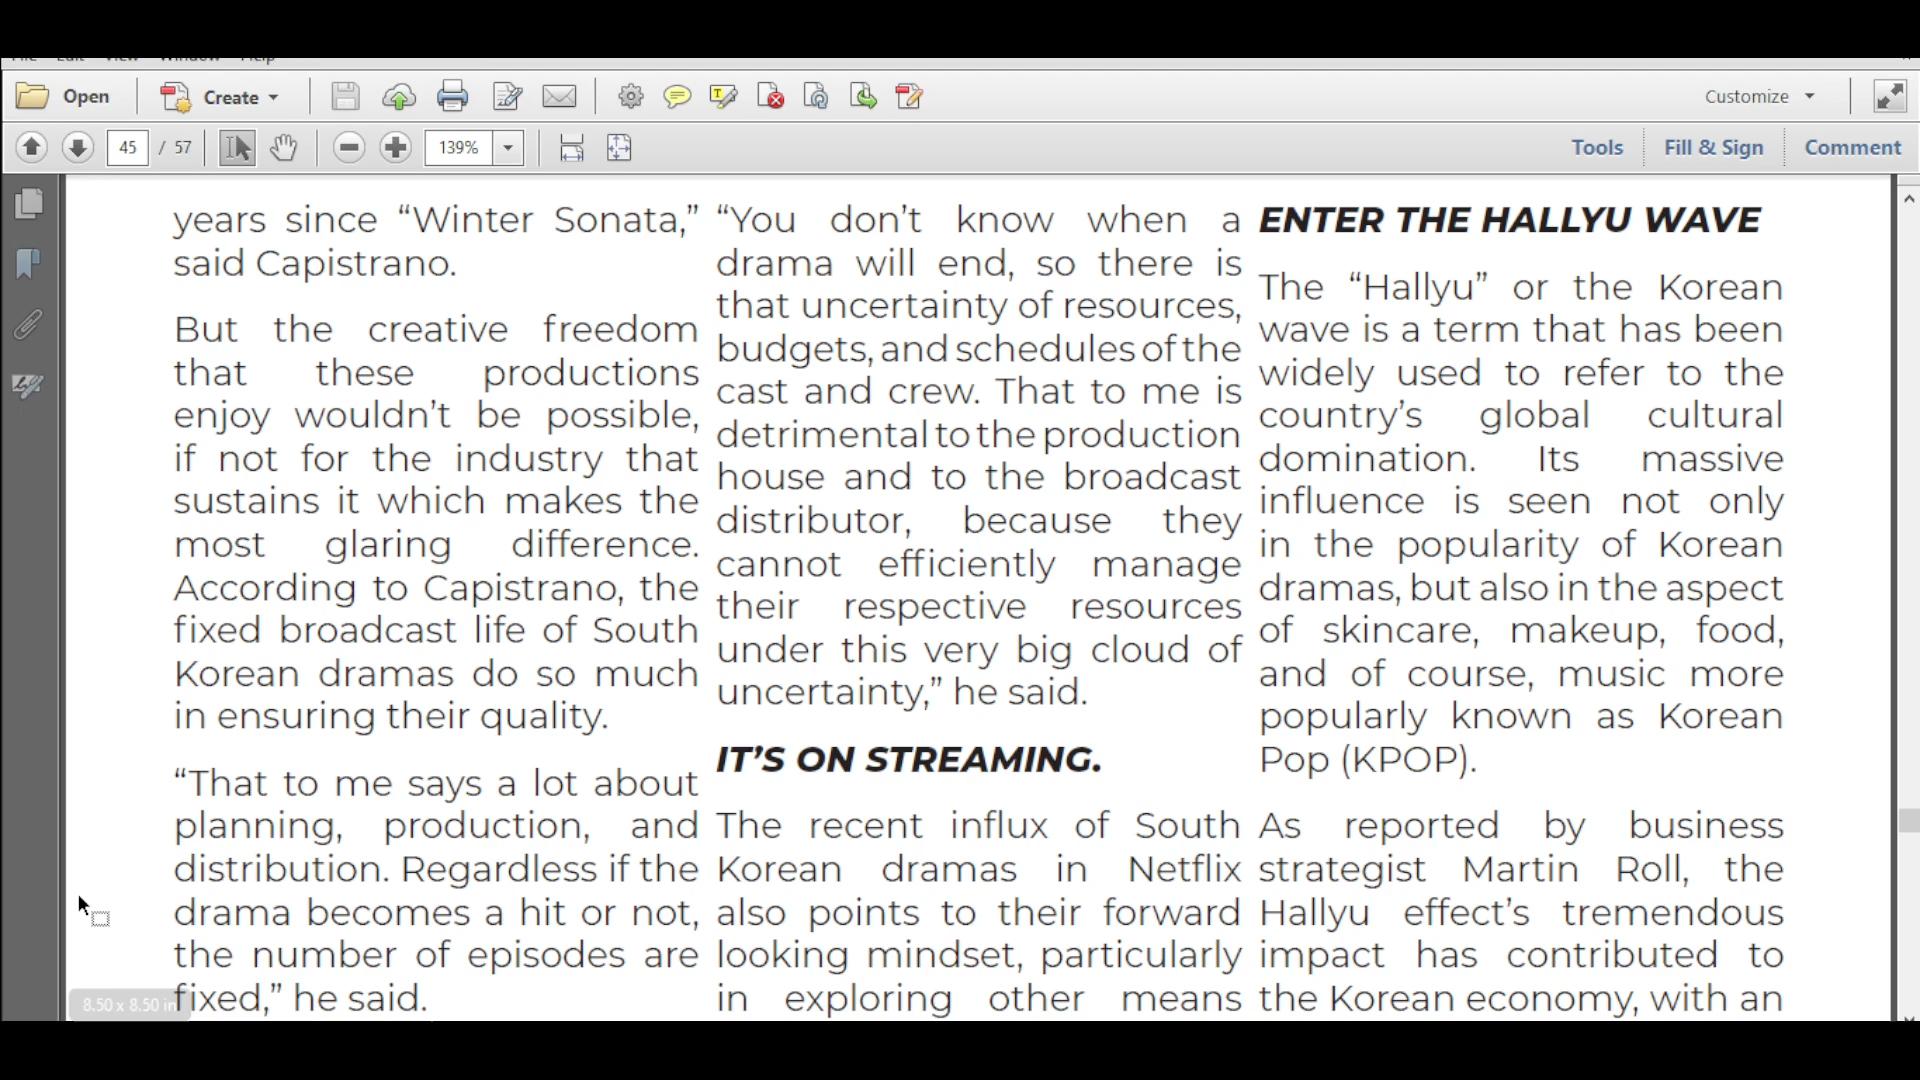 Open
Create
Customize
45 / 57
139%
Tools
Fill & Sign
Comment
years since “Winter Sonata,”
said Capistrano.
But the creative freedom
that these productions
enjoy wouldn’t be possible,
if not for the industry that
sustains it which makes the
most glaring difference.
According to Capistrano, the
fixed broadcast life of South
Korean dramas do so much
in ensuring their quality.
“That to me says a lot about
planning, production, and
distribution. Regardless if the
drama becomes a hit or not,
the number of episodes are
fixed,” he said.
“You don’t know when a
drama will end, so there is
that uncertainty of resources,
budgets, and schedules of the
cast and crew. That to me is
detrimental to the production
house and to the broadcast
distributor, because they
cannot efficiently manage
their respective resources
under this very big cloud of
uncertainty,” he said.
IT’S ON STREAMING.
The recent influx of South
Korean dramas in Netflix
also points to their forward
looking mindset, particularly
in exploring other means
ENTER THE HALLYU WAVE
The “Hallyu” or the Korean
wave is a term that has been
widely used to refer to the
country’s global cultural
domination. Its massive
influence is seen not only
in the popularity of Korean
dramas, but also in the aspect
of skincare, makeup, food,
and of course, music more
popularly known as Korean
Pop (KPOP).
As reported by business
strategist Martin Roll, the
Hallyu effect’s tremendous
impact has contributed to
the Korean economy, with an
8.50 x 8.50 in